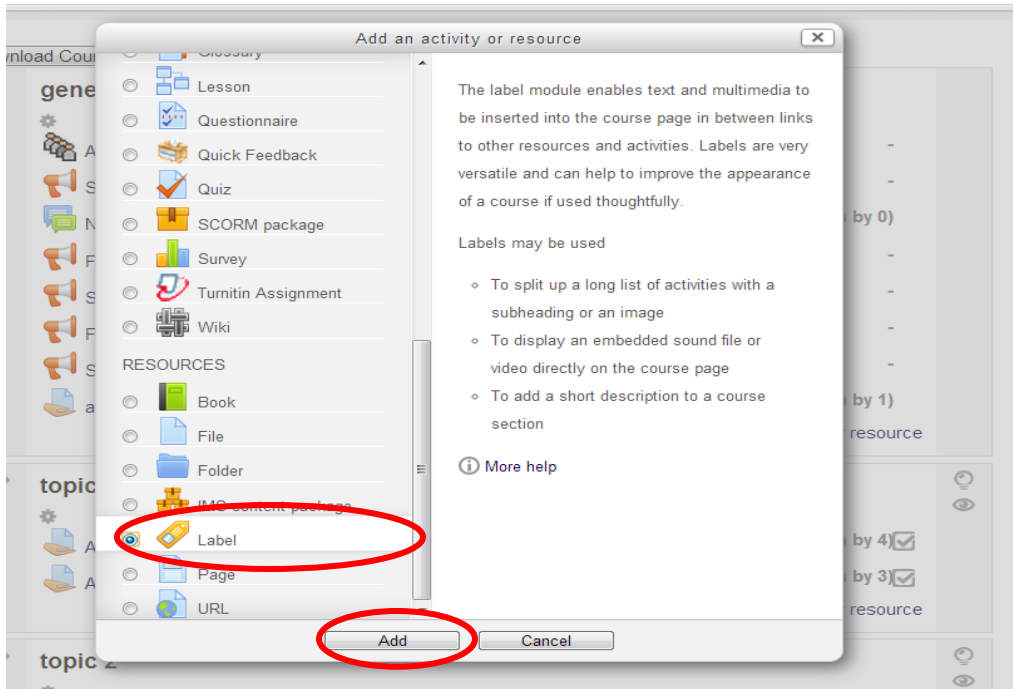 Add an activity or resource
Glossary
Lesson
Questionnaire
Quick Feedback
Quiz
SCORM package
Survey
Turnitin Assignment
Wiki
RESOURCES
Book
File
Folder
IMS content package
Label
Page
URL
The label module enables text and multimedia to
be inserted into the course page in between links
to other resources and activities. Labels are very
versatile and can help to improve the appearance
of a course if used thoughtfully.
Labels may be used
To split up a long list of activities with a
subheading or an image
To display an embedded sound file or
video directly on the course page
To add a short description to a course
section
More help
Add
Cancel
gene
A
S
N
by 0)
F
S
F
S
a
by 1)
resource
topic
A
by 4)
A
by 3)
resource
topic 2